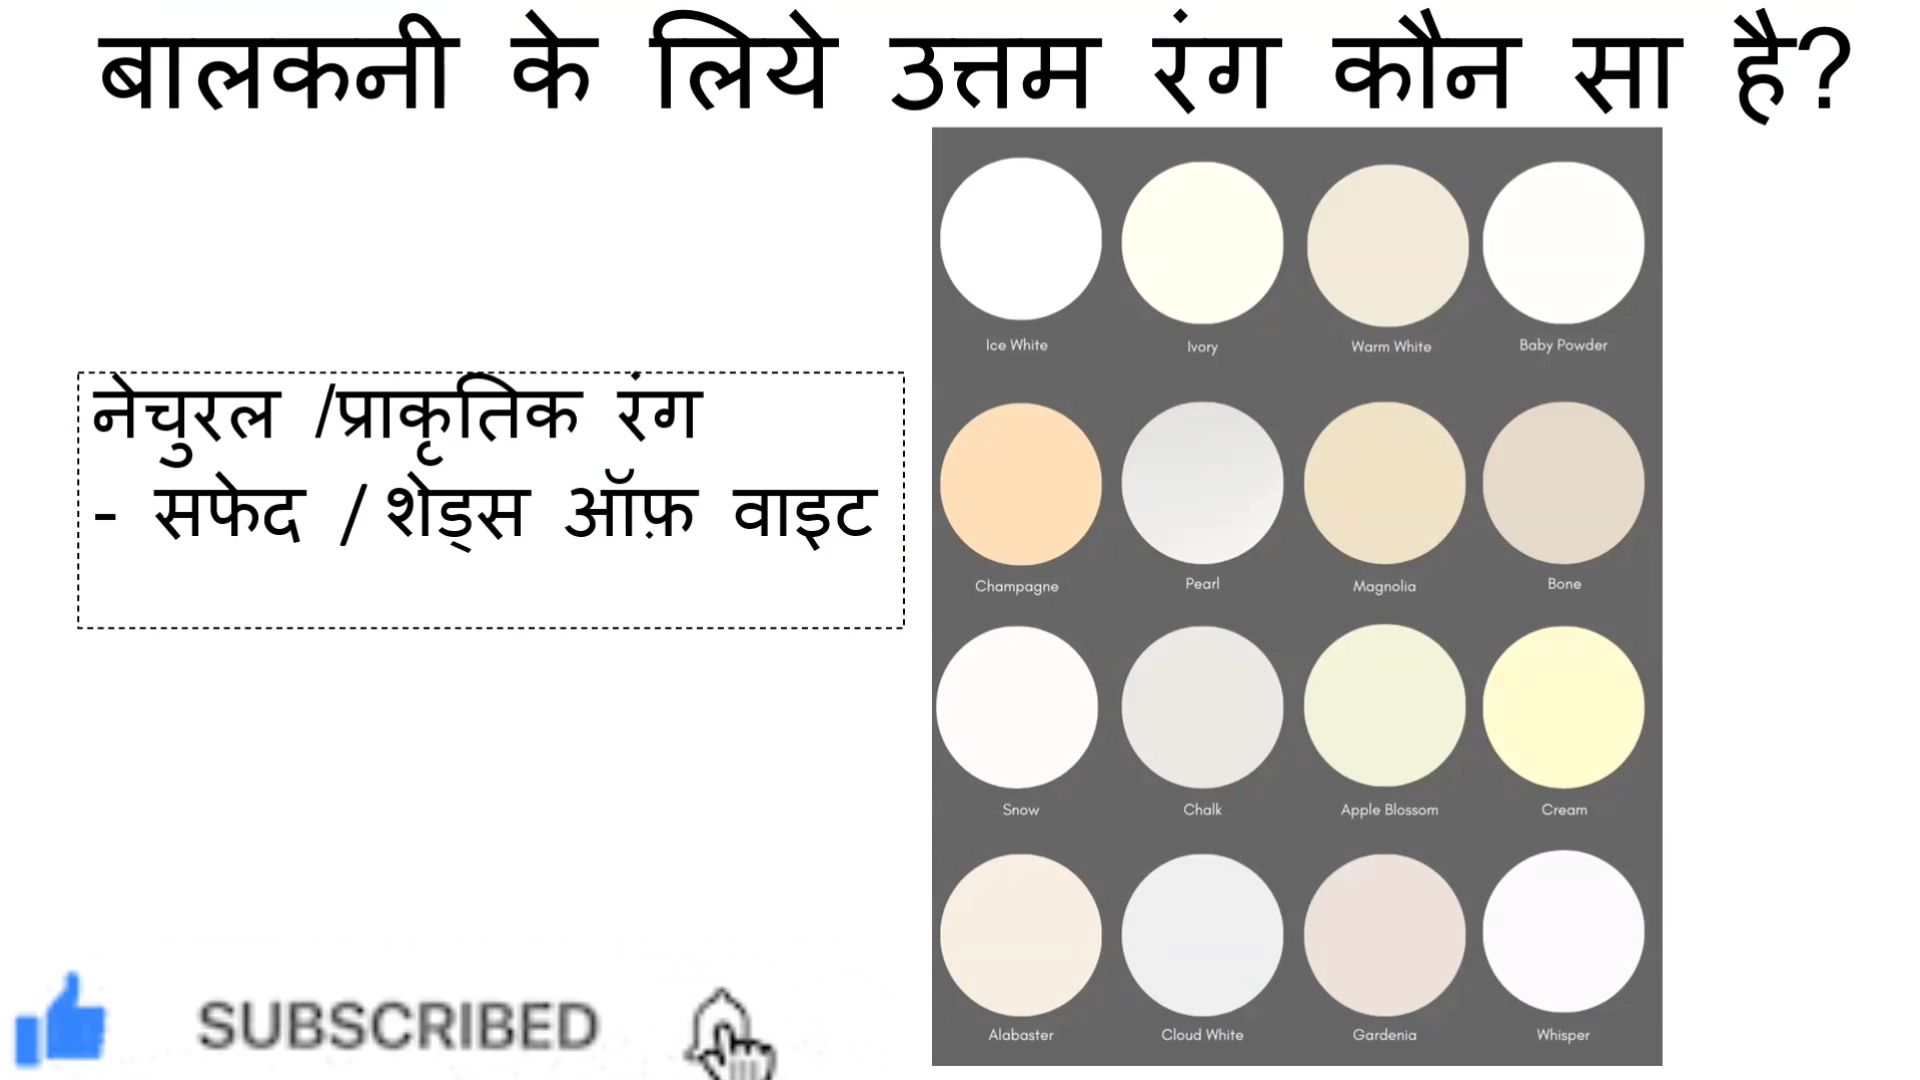 बालकनी के लिये उत्तम रंग कौन सा है?
नेचुरल /प्राकृतिक रंग
- सफेद / शेड्स ऑफ़ वाइट
Ice White Ivory Warm White Baby Powder
Champagne Pearl Magnolia Bone
Snow Chalk Apple Blossom Cream
Alabaster Cloud White Gardenia Whisper
SUBSCRIBED